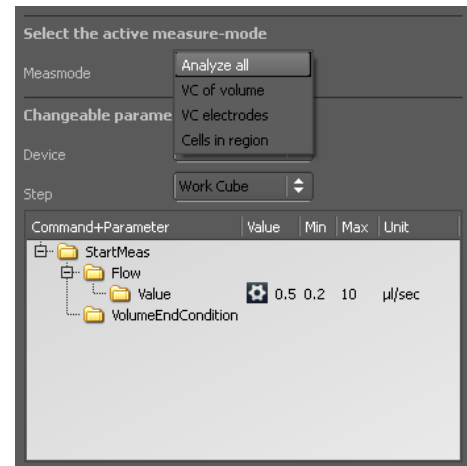 Select the active measure-mode
Measmode
Analyze all
VC of volume
VC electrodes
Cells in region
Changeable parame
Device
Step
Work Cube
Command+Parameter Value Min Max Unit
StartMeas
Flow
Value 0.5 0.2 10 µl/sec
VolumeEndCondition